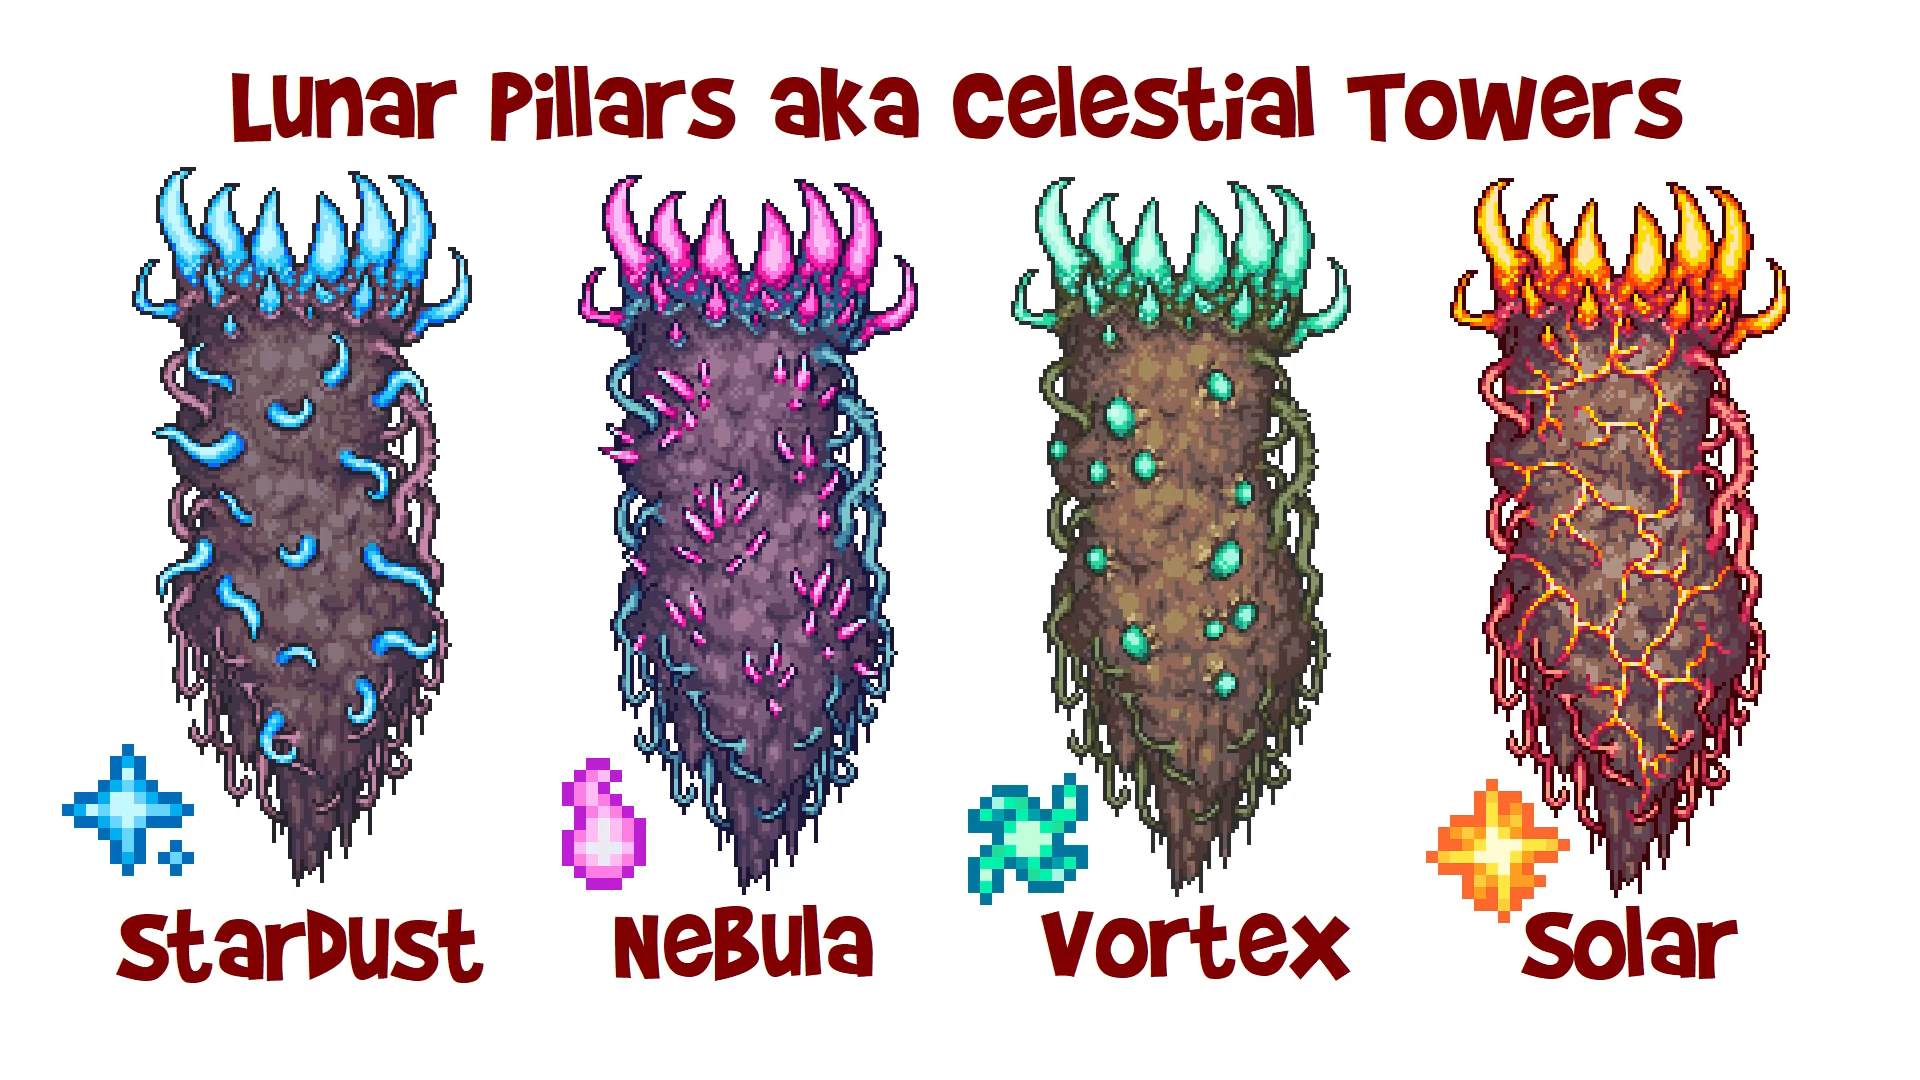 Lunar Pillars aka Celestial Towers
StarDust
NeBula
Vortex
Solar